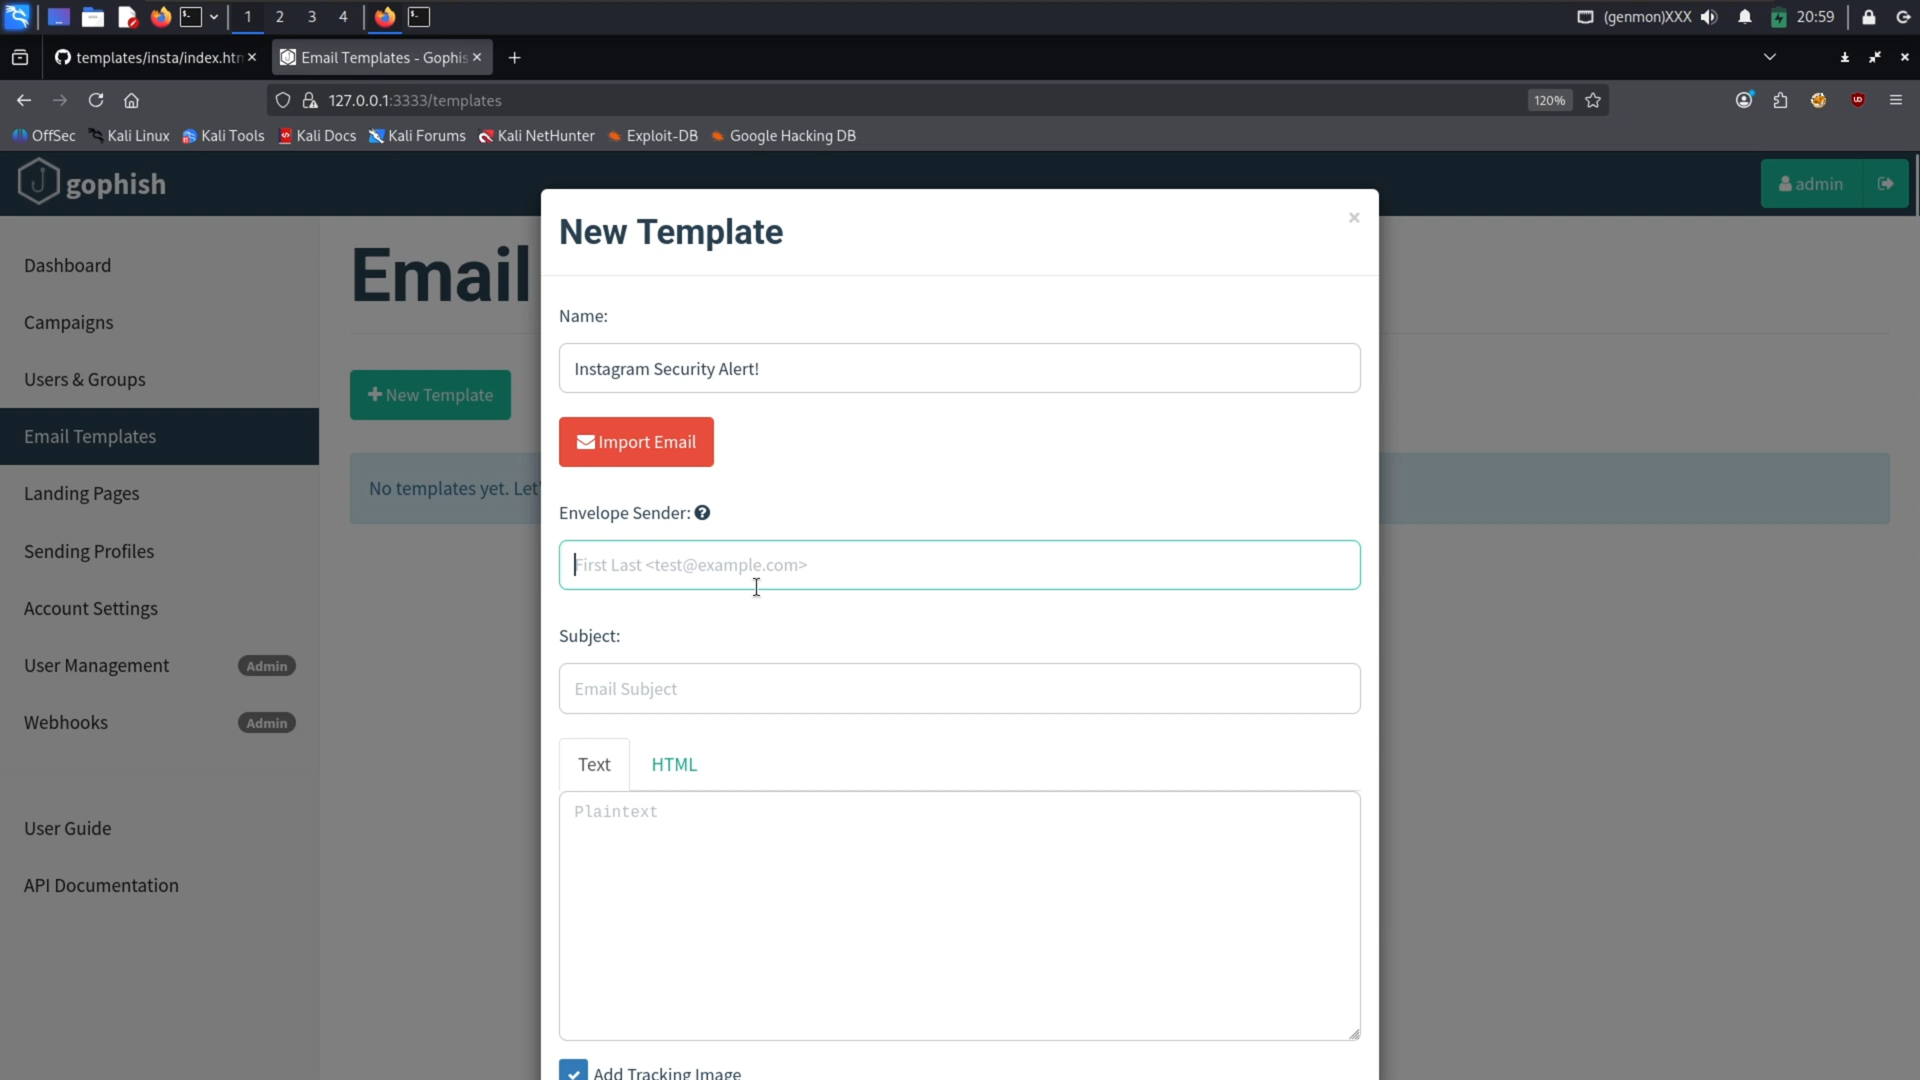 1
2
3
4
(genmon)XXX
20:59
templates/insta/index.htn
Email Templates - Gophis
127.0.0.1:3333/templates
120%
OffSec
Kali Linux
Kali Tools
Kali Docs
Kali Forums
Kali NetHunter
Exploit-DB
Google Hacking DB
gophish
admin
Dashboard
Campaigns
Users & Groups
Email Templates
Landing Pages
Sending Profiles
Account Settings
User Management Admin
Webhooks Admin
User Guide
API Documentation
Email
New Template
No templates yet. Let'
New Template
×
Name:
Instagram Security Alert!
Import Email
Envelope Sender:
First Last <test@example.com>
Subject:
Email Subject
Text
HTML
Plaintext
Add Tracking Image